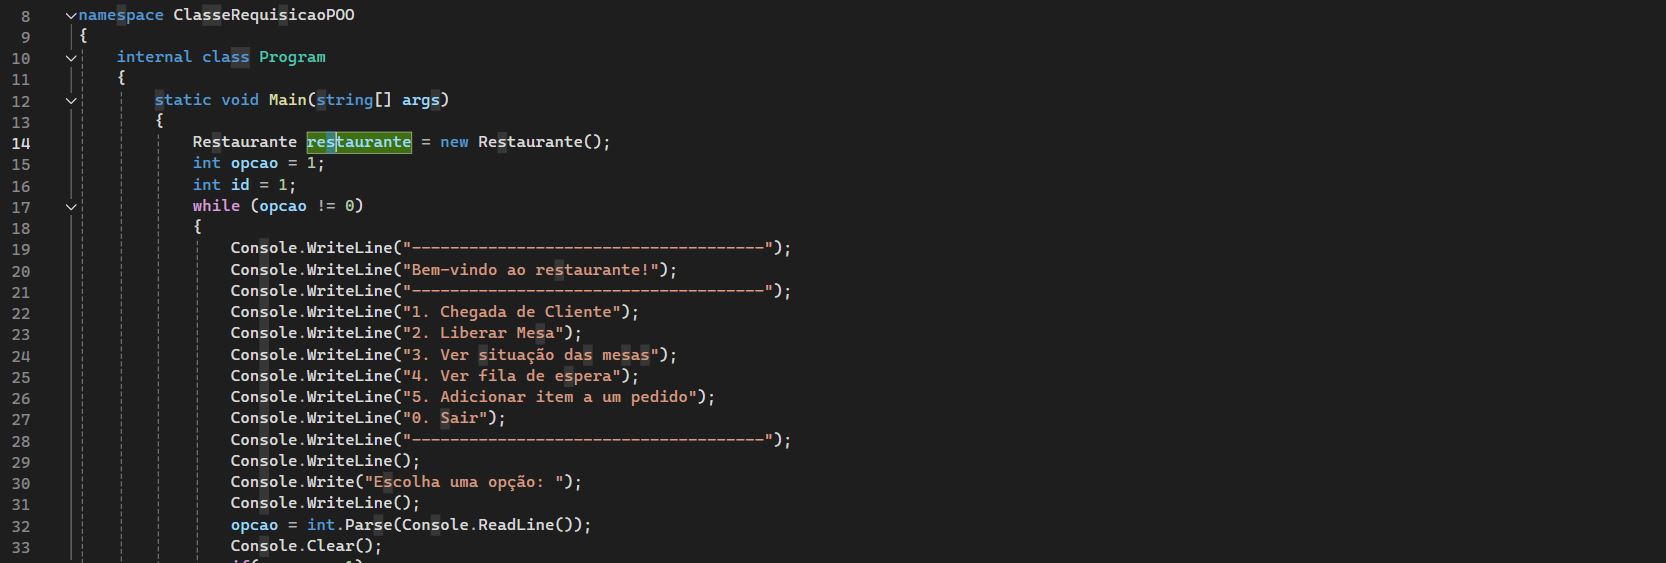 8 namespace ClasseRequisicaoPOO
9 {
10 internal class Program
11 {
12 static void Main(string[] args)
13 {
14 Restaurante restaurante = new Restaurante();
15 int opcao = 1;
16 int id = 1;
17 while (opcao != 0)
18 {
19 Console.WriteLine("-------------------------------------");
20 Console.WriteLine("Bem-vindo ao restaurante!");
21 Console.WriteLine("-------------------------------------");
22 Console.WriteLine("1. Chegada de Cliente");
23 Console.WriteLine("2. Liberar Mesa");
24 Console.WriteLine("3. Ver situação das mesas");
25 Console.WriteLine("4. Ver fila de espera");
26 Console.WriteLine("5. Adicionar item a um pedido");
27 Console.WriteLine("0. Sair");
28 Console.WriteLine("-------------------------------------");
29 Console.WriteLine();
30 Console.Write("Escolha uma opção: ");
31 Console.WriteLine();
32 opcao = int.Parse(Console.ReadLine());
33 Console.Clear();